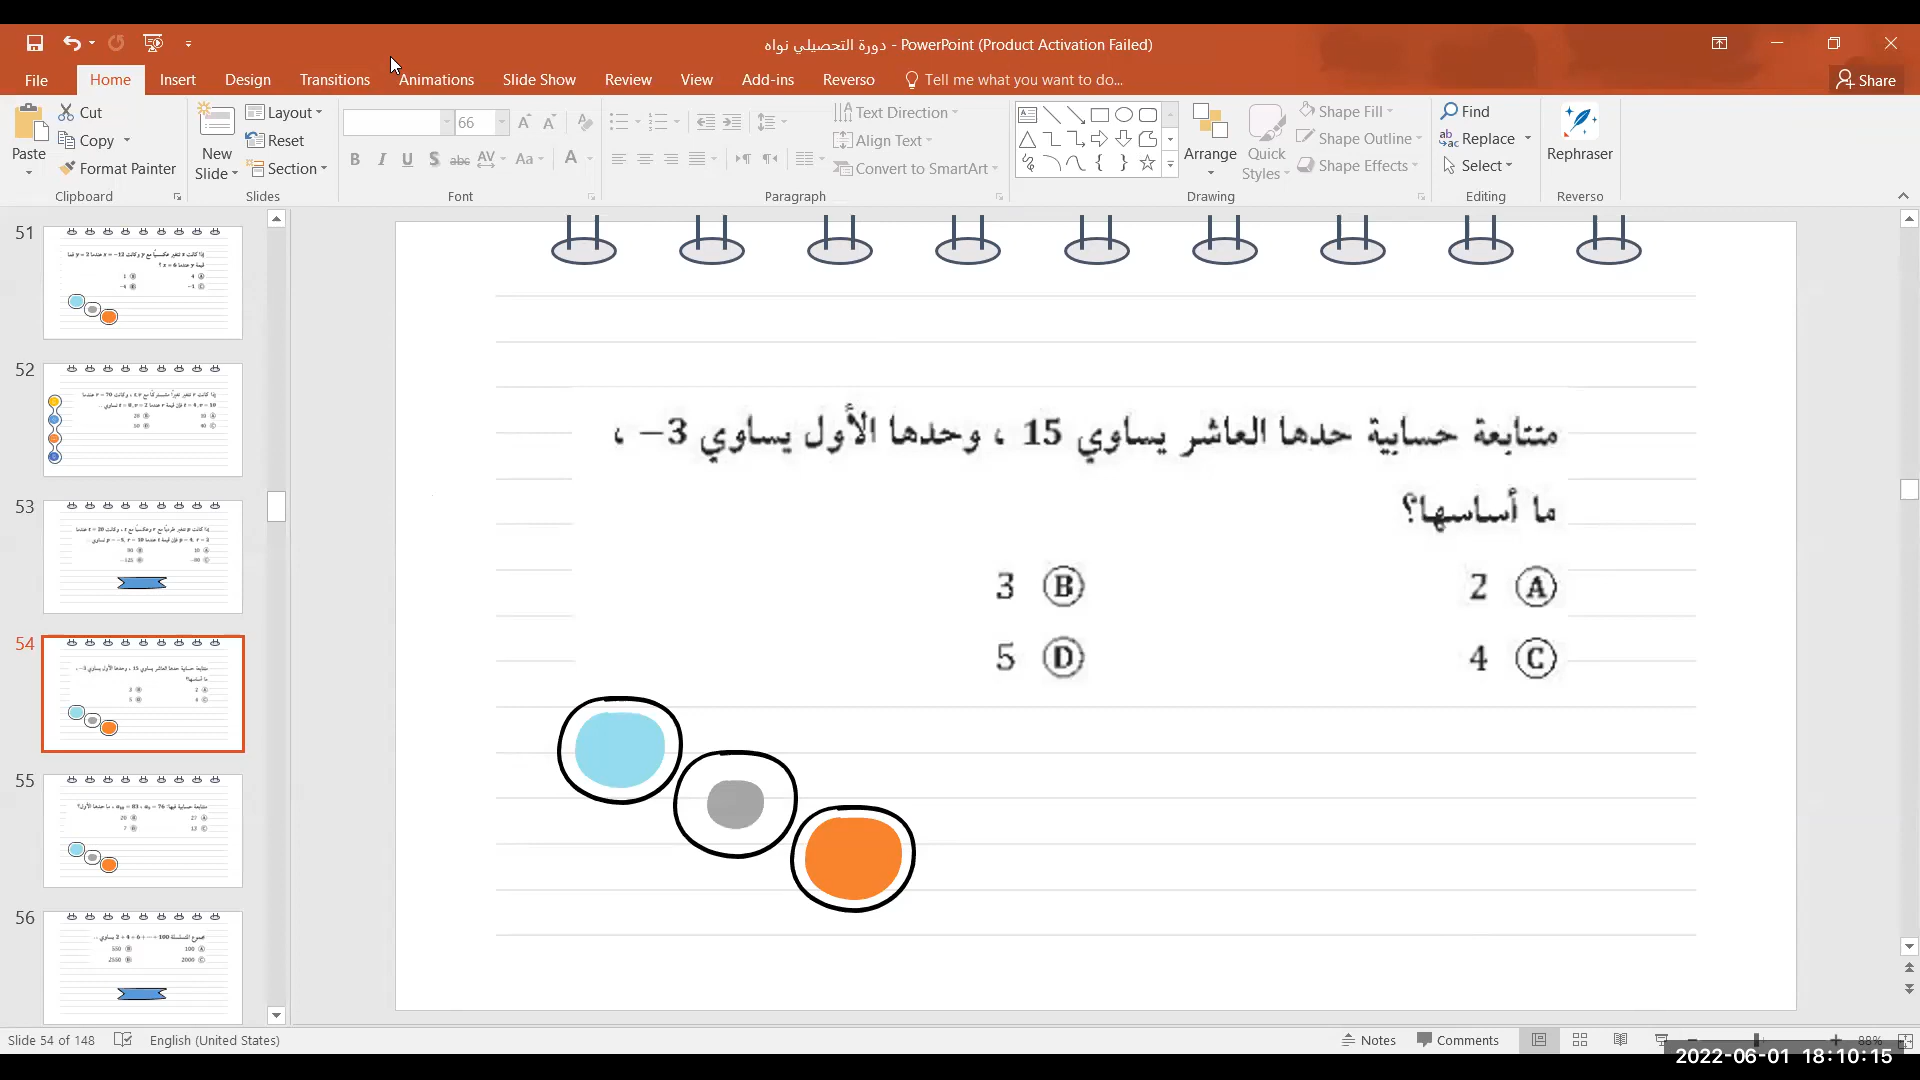 دورة التحصيلي نواه - PowerPoint (Product Activation Failed)
File Home Insert Design Transitions Animations Slide Show Review View Add-ins Reverso Tell me what you want to do... Share
Paste
Cut
Copy
Format Painter
Clipboard
New Slide
Layout
Reset
Section
Slides
66
B I U S abc AV Aa A
Font
Paragraph
Text Direction
Align Text
Convert to SmartArt
Arrange
Quick Styles
Shape Fill
Shape Outline
Shape Effects
Drawing
Find
Replace
Select
Editing
Rephraser
Reverso
51
52
53
54
55
56
متتابعة حسابية حدها العاشر يساوي 15 ، وحدها الأول يساوي 3− ،
ما أساسها؟
A 2 B 3
C 4 D 5
Slide 54 of 148 English (United States) Notes Comments 88%
2022-06-01 18:10:15